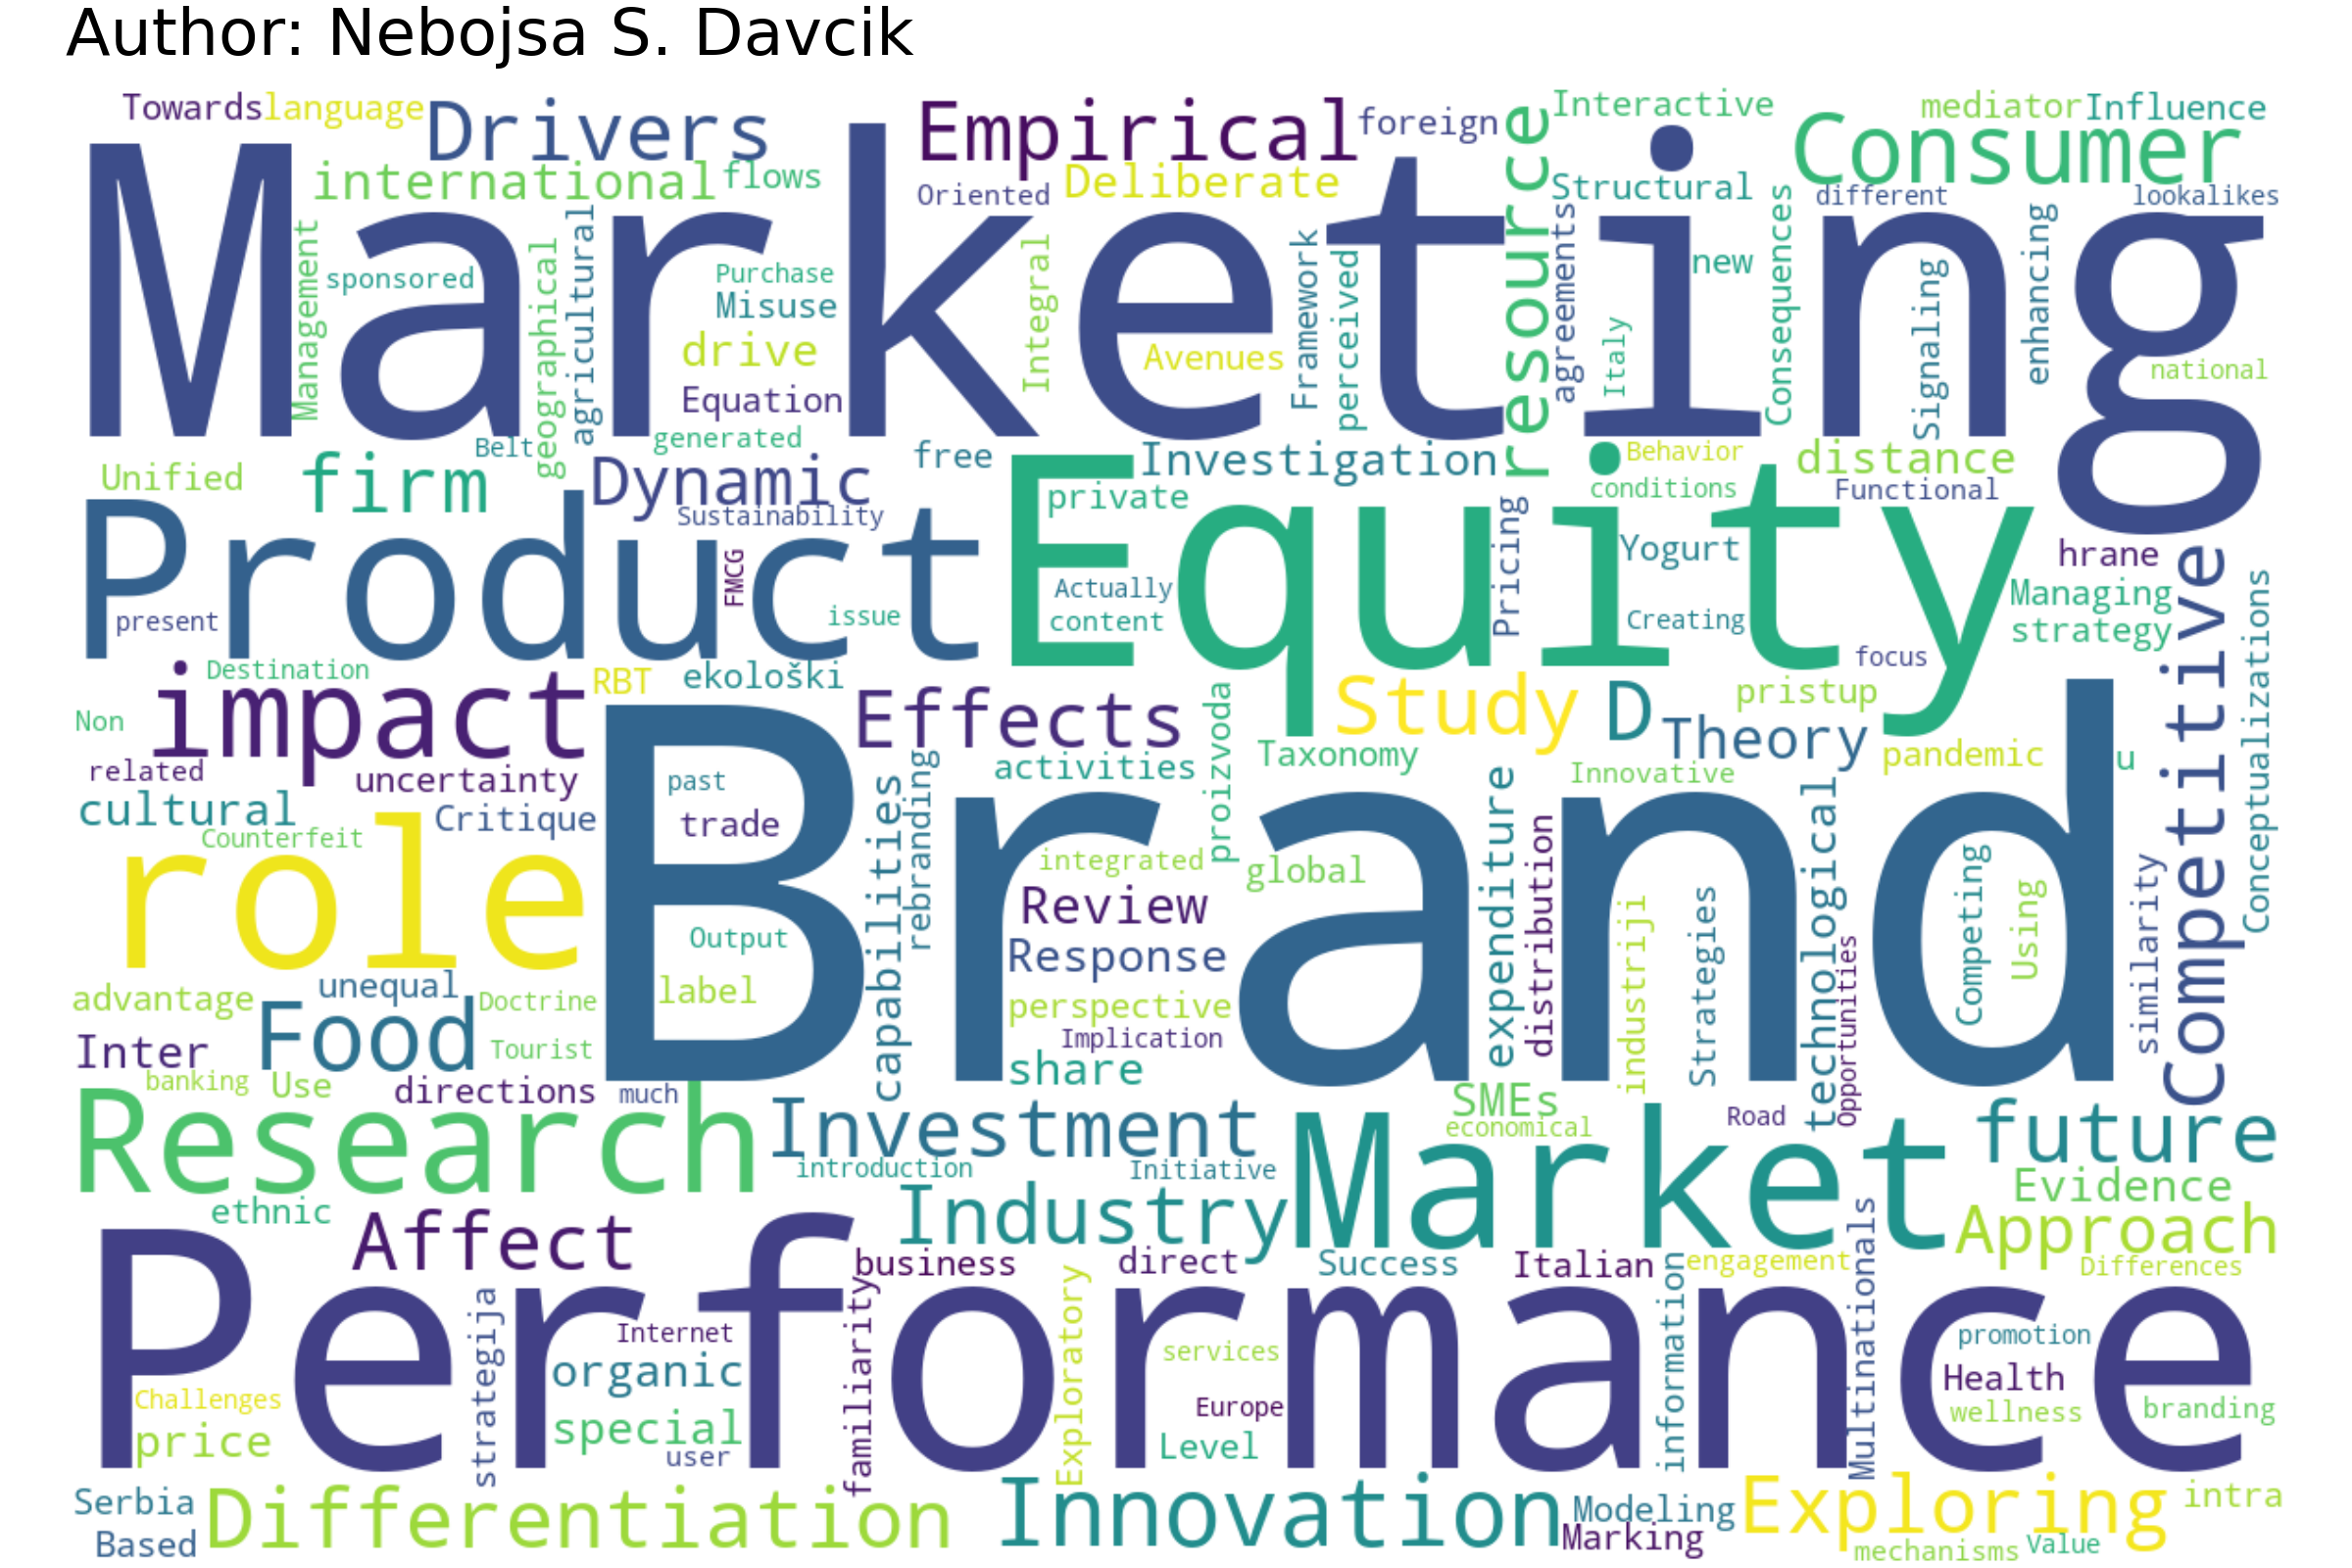 Author: Nebojsa S. Davcik
Towards
language
Drivers
Empirical
foreign
resource
Interactive
Consumer
mediator
Influence
international
flows
Oriented
Deliberate
Structural
different
lookalikes
Marketing
Management
sponsored
geographical
agricultural
Purchase
Misuse
drive
Equation
generated
Belt
Integral
Avenues
Framework
perceived
agreements
Italy
new
Consequences
Signaling
enhancing
national
Unified
firm
Dynamic
free
Investigation
Behavior
distance
conditions
Functional
Sustainability
private
Product
Equity
present
FMCG
issue
Actually
content
Pricing
Yogurt
Creating
focus
hrane
Managing
strategy
Competitive
Conceptualizations
Destination
impact
RBT
ekološki
Effects
proizvoda
Study
D
Theory
pristup
Non
related
uncertainty
cultural
Critique
Counterfeit
past
trade
capabilities
rebranding
activities
Taxonomy
Innovative
pandemic
u
role
Brand
integrated
global
expenditure
distribution
technological
Review
Response
Output
label
perspective
Implication
share
industriji
Strategies
Opportunities
Competing
Using
similarity
advantage
unequal
Food
Doctrine
Inter
Tourist
banking
Use
directions
much
Research
Investment
SMEs
economical
Road
future
introduction
Initiative
Market
Evidence
ethnic
Affect
Industry
Approach
business
direct
Success
Italian
engagement
Differences
Performance
strategija
Internet
organic
special
user
familiarity
Exploratory
services
Europe
Level
information
Multinationals
promotion
Health
wellness
branding
Challenges
price
Serbia
Based
Differentiation
Innovation
Modeling
Marking
Exploring
intra
mechanisms
Value